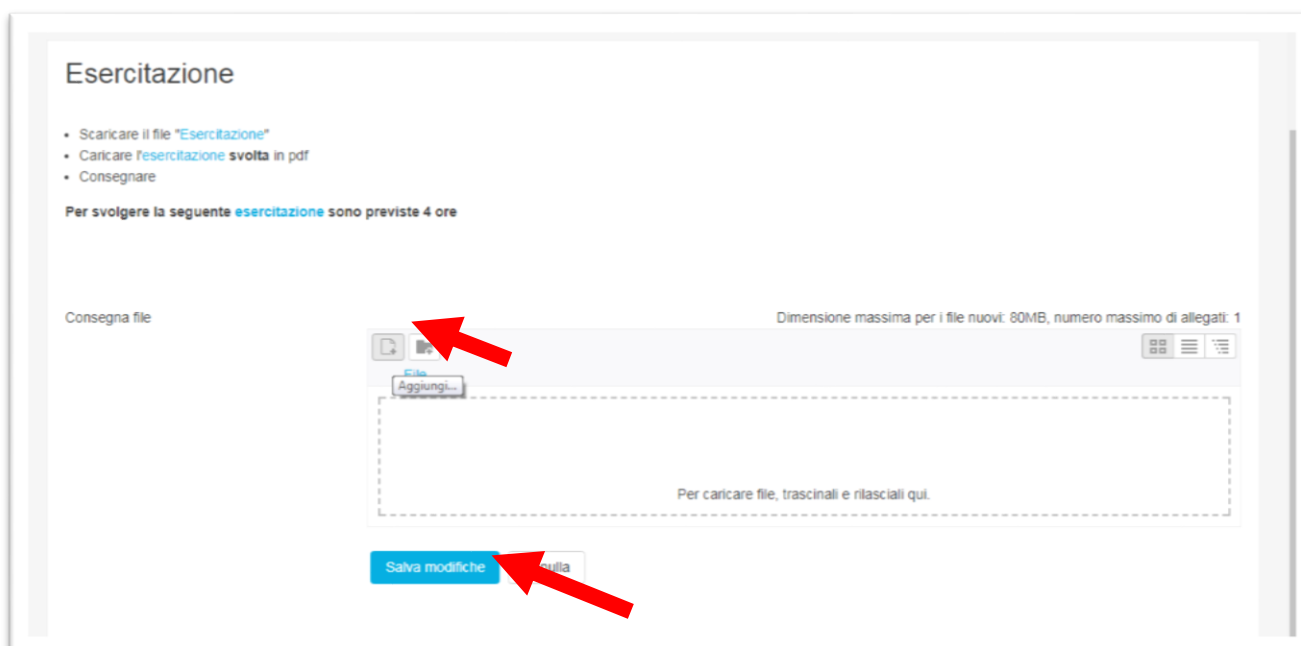 Esercitazione
• Scaricare il file "Esercitazione"
• Caricare l'esercitazione svolta in pdf
• Consegnare
Per svolgere la seguente esercitazione sono previste 4 ore
Consegna file
Dimensione massima per i file nuovi: 80MB, numero massimo di allegati: 1
File
Aggiungi...
Per caricare file, trascinali e rilasciali qui.
Salva modifiche